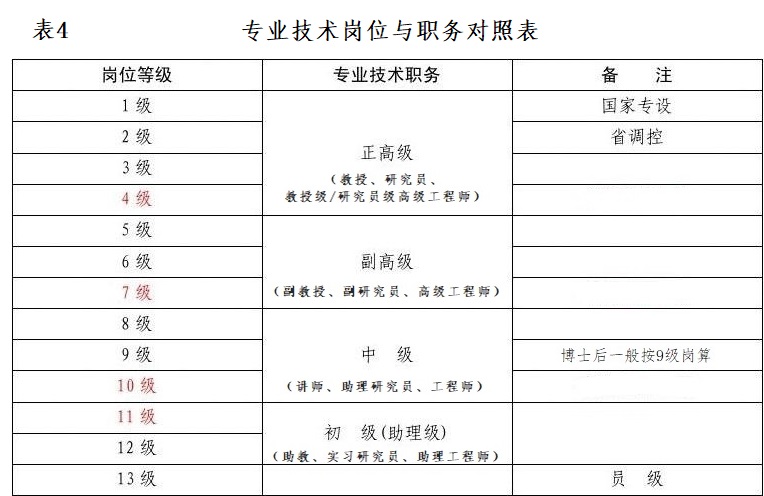 表4 专业技术岗位与职务对照表
岗位等级 专业技术职务 备 注
1级 国家专设
2级 省调控
正高级
3级
（教授、研究员、
4级
教授级/研究员级高级工程师）
5级
6级 副高级
7级 （副教授、副研究员、高级工程师）
8级
9级 中 级 博士后一般按9级岗算
10级 （讲师、助理研究员、工程师）
11级
初 级(助理级)
12级
（助教、实习研究员、助理工程师）
13级 员 级